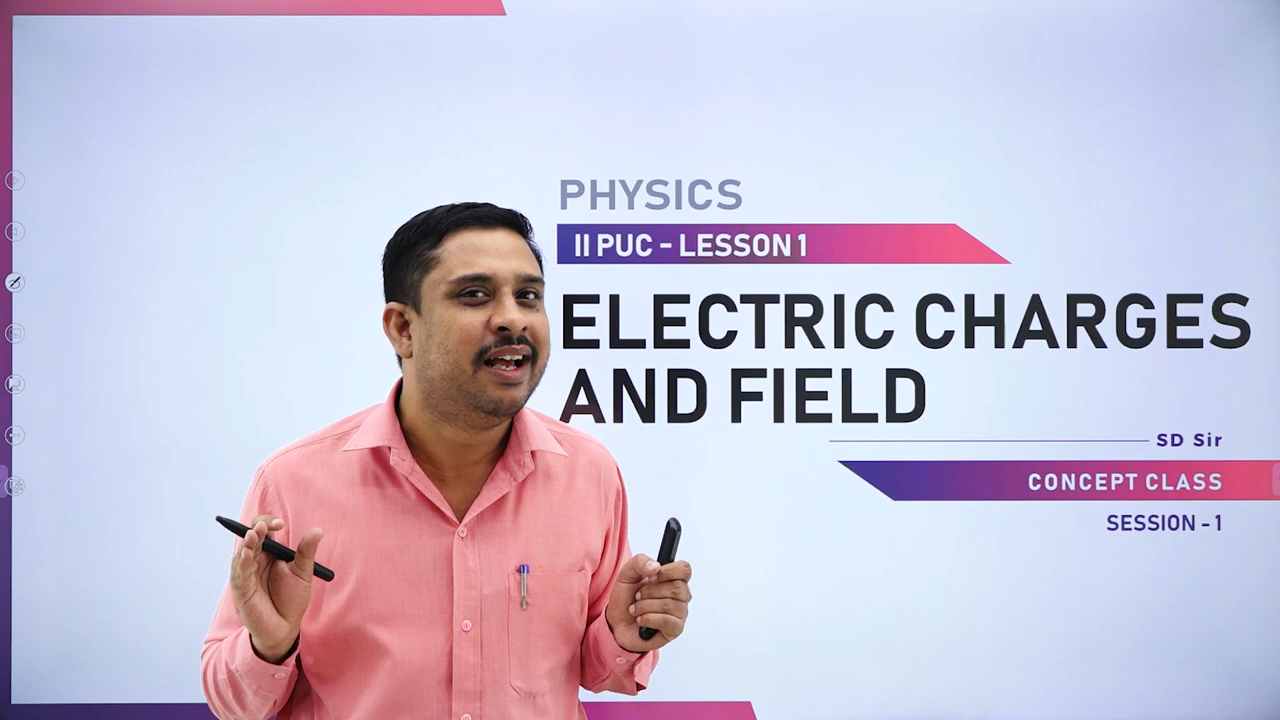 PHYSICS
II PUC - LESSON 1
ELECTRIC CHARGES
AND FIELD
SD Sir
CONCEPT CLASS
SESSION - 1